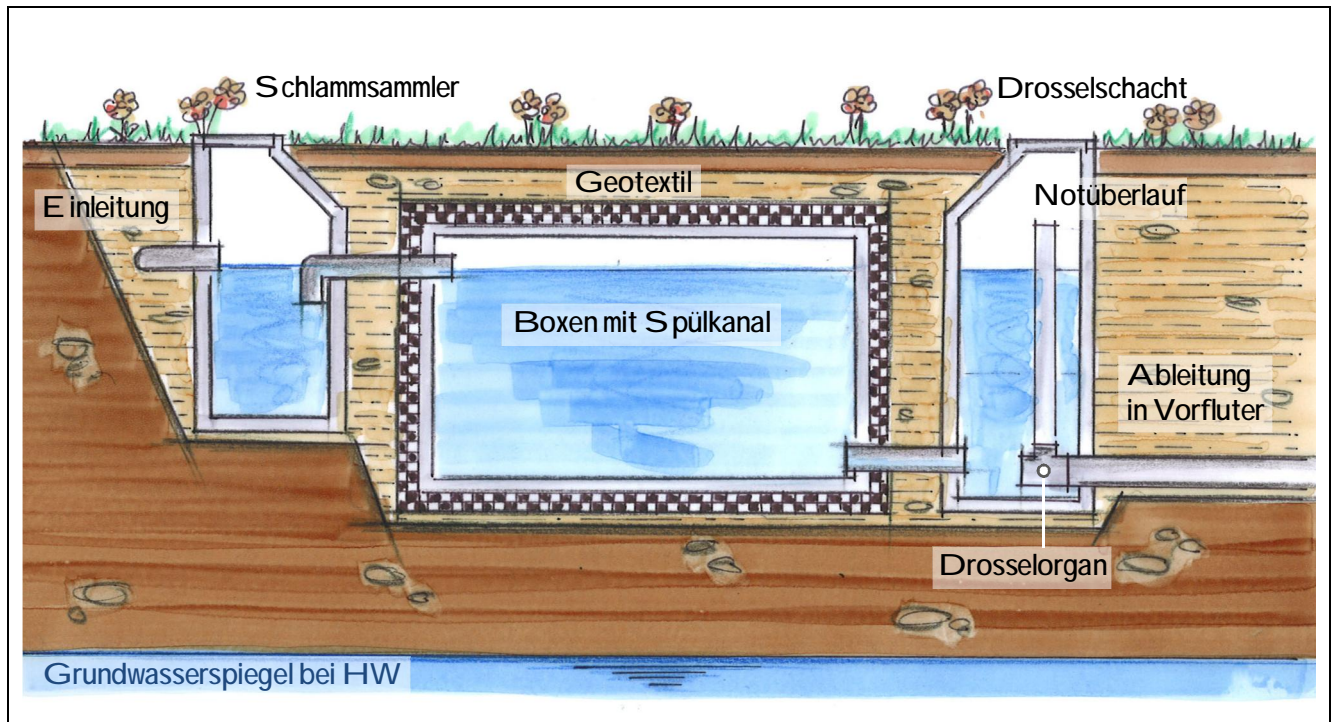 Schlammsammler
Drosselschacht
Geotextil
Einleitung
Notüberlauf
Boxen mit Spülkanal
Ableitung
in Vorfluter
Drosselorgan
Grundwasserspiegel bei HW